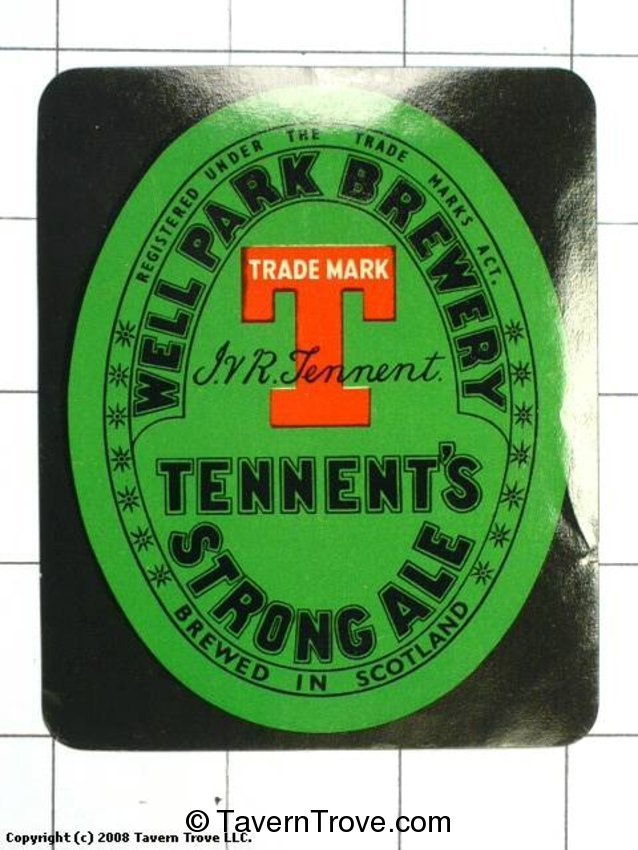 REGISTERED UNDER THE TRADE MARKS ACT.
WELL PARK BREWERY
TRADE MARK
T
J. & R. Tennent.
TENNENT'S
STRONG ALE
BREWED IN SCOTLAND
© TavernTrove.com
Copyright (c) 2008 Tavern Trove LLC.